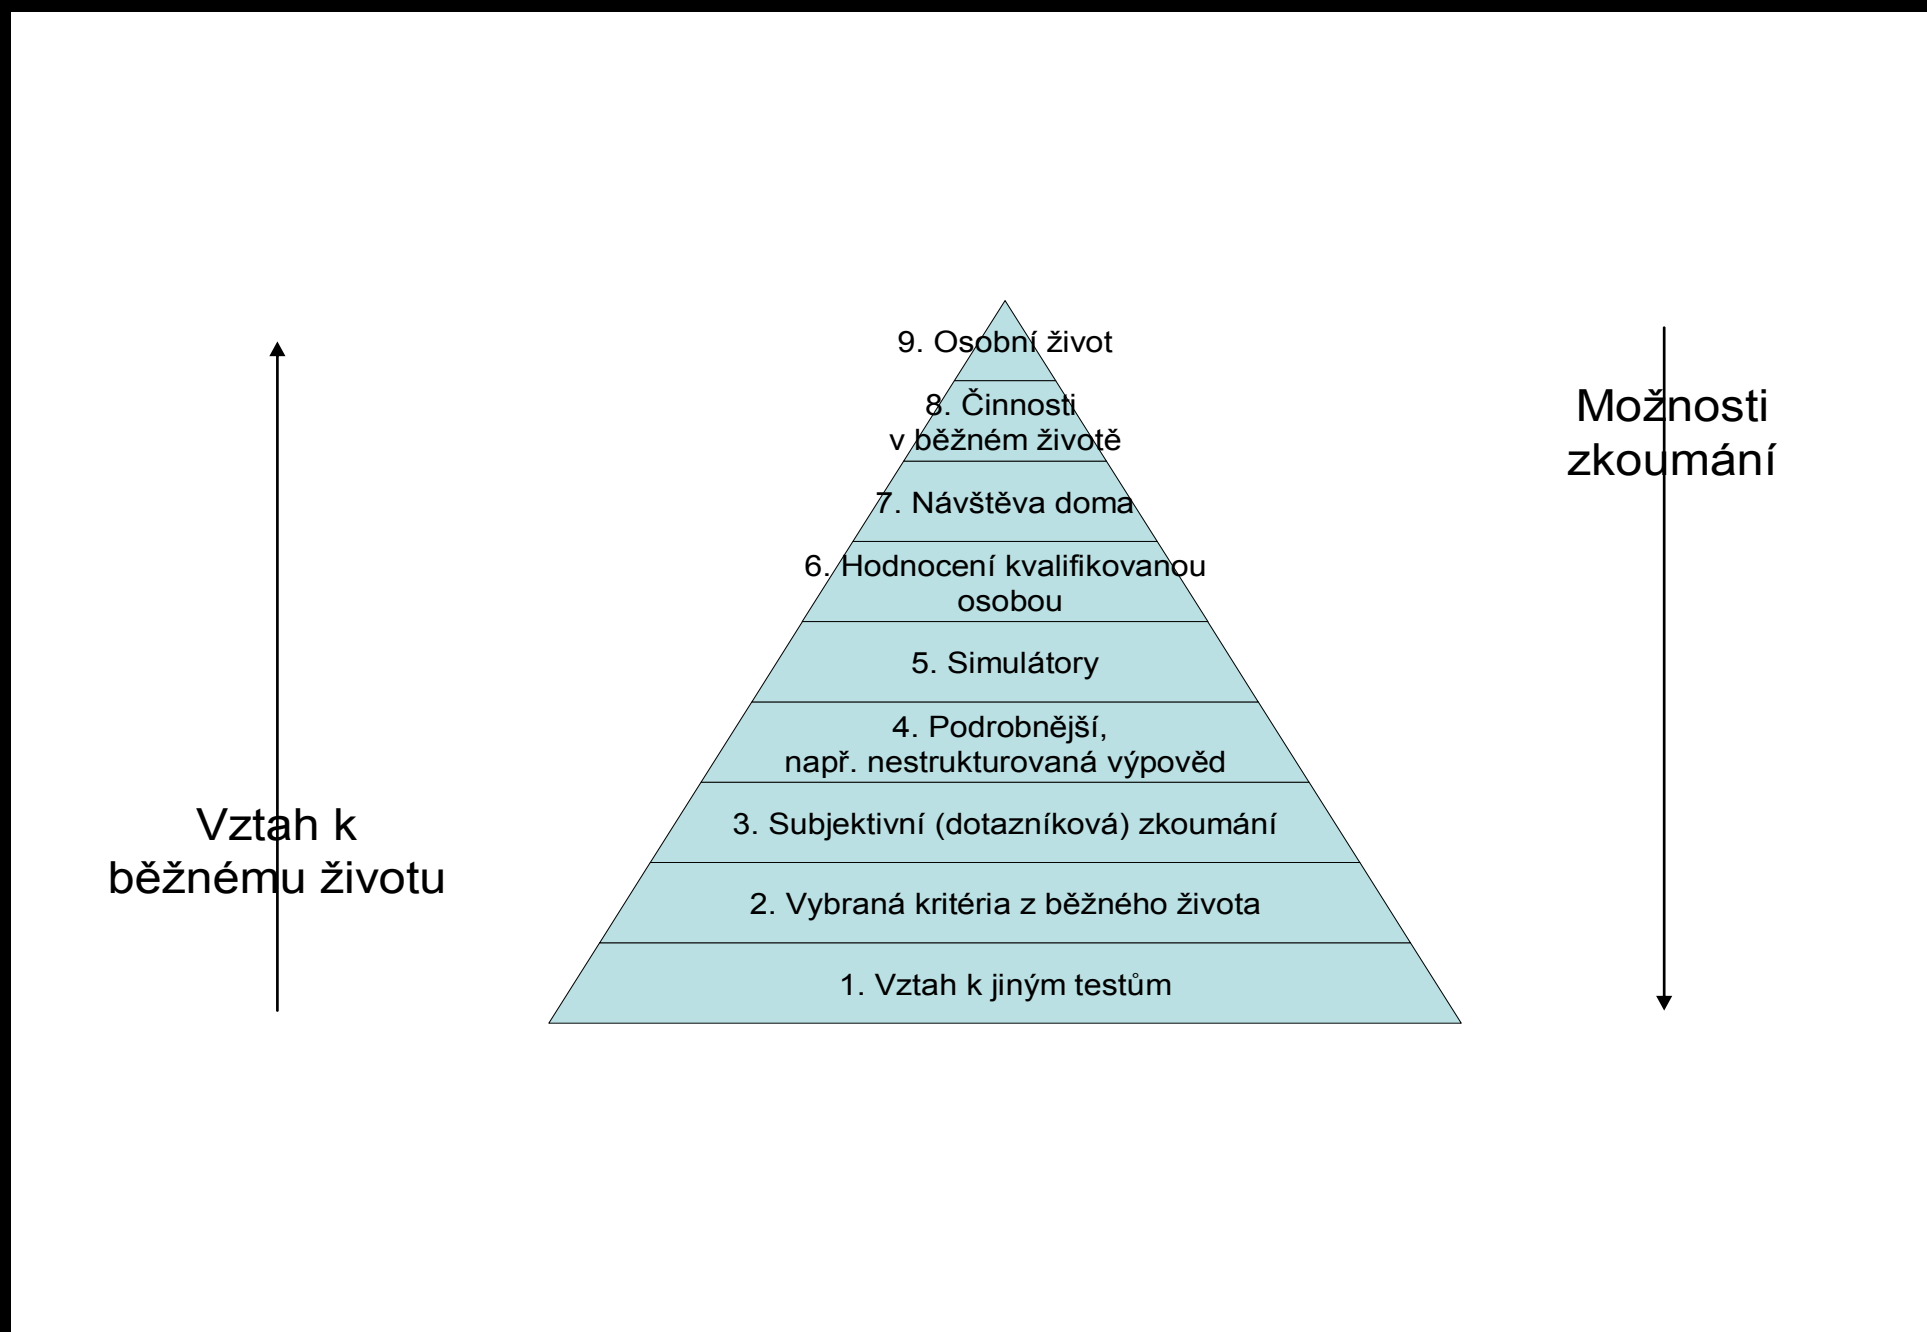 9. Osobní život
8. Činnosti
v běžném životě
7. Návštěva doma
6. Hodnocení kvalifikovanou
osobou
5. Simulátory
4. Podrobnější,
např. nestrukturovaná výpověd
3. Subjektivní (dotazníková) zkoumání
2. Vybraná kritéria z běžného života
1. Vztah k jiným testům
Vztah k
běžnému životu
Možnosti
zkoumání